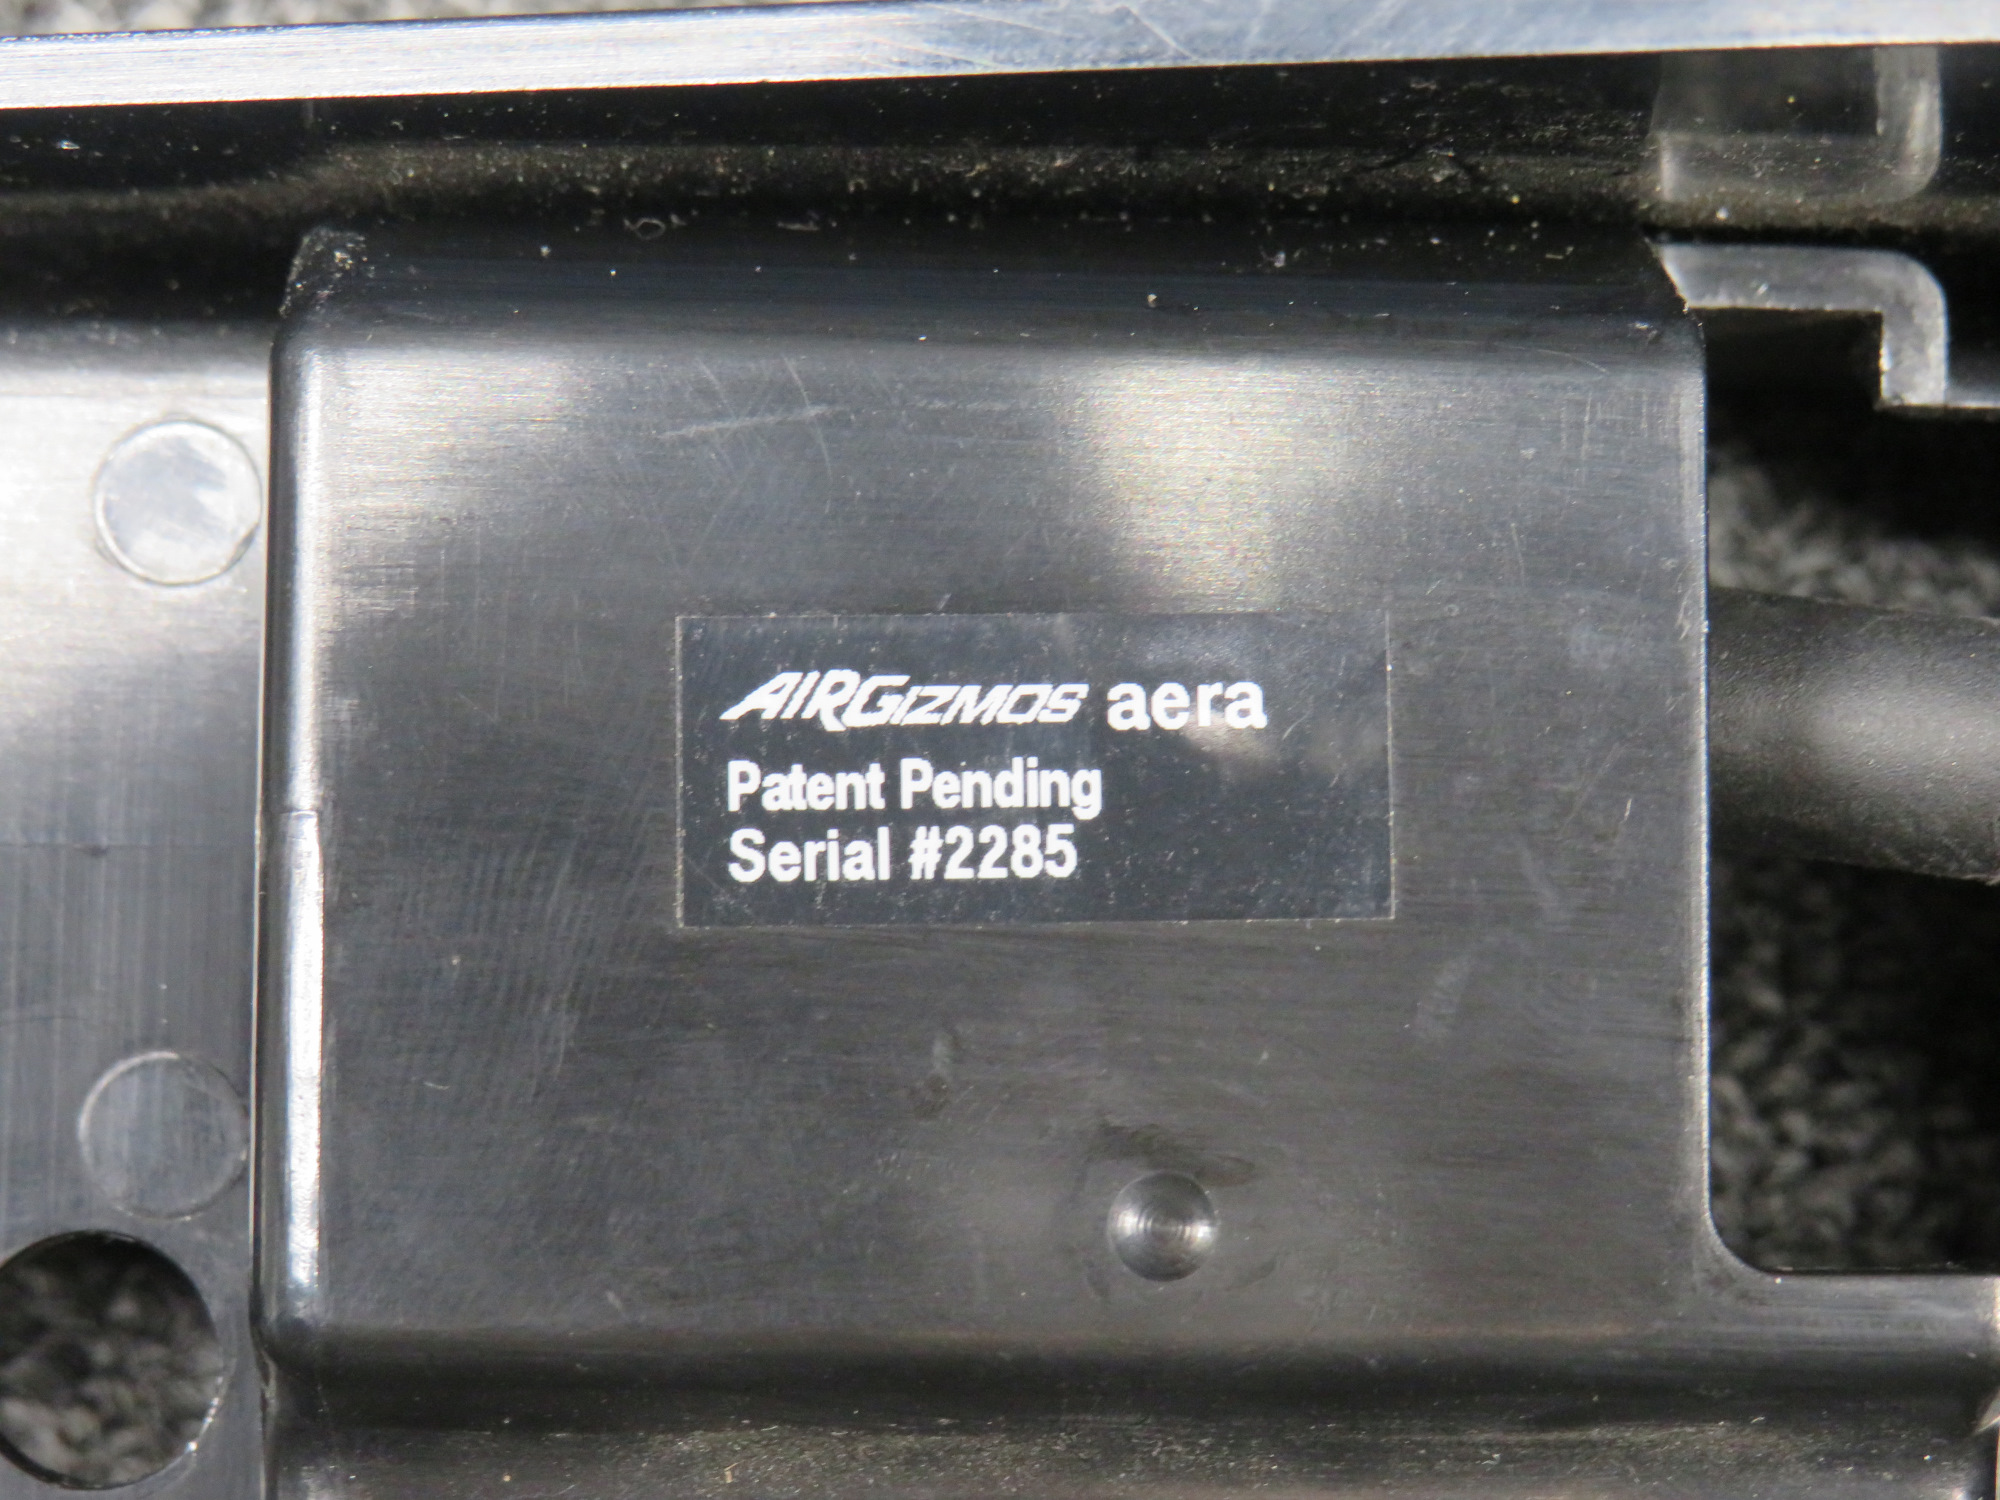 AIRGIZMOS aera
Patent Pending
Serial #2285